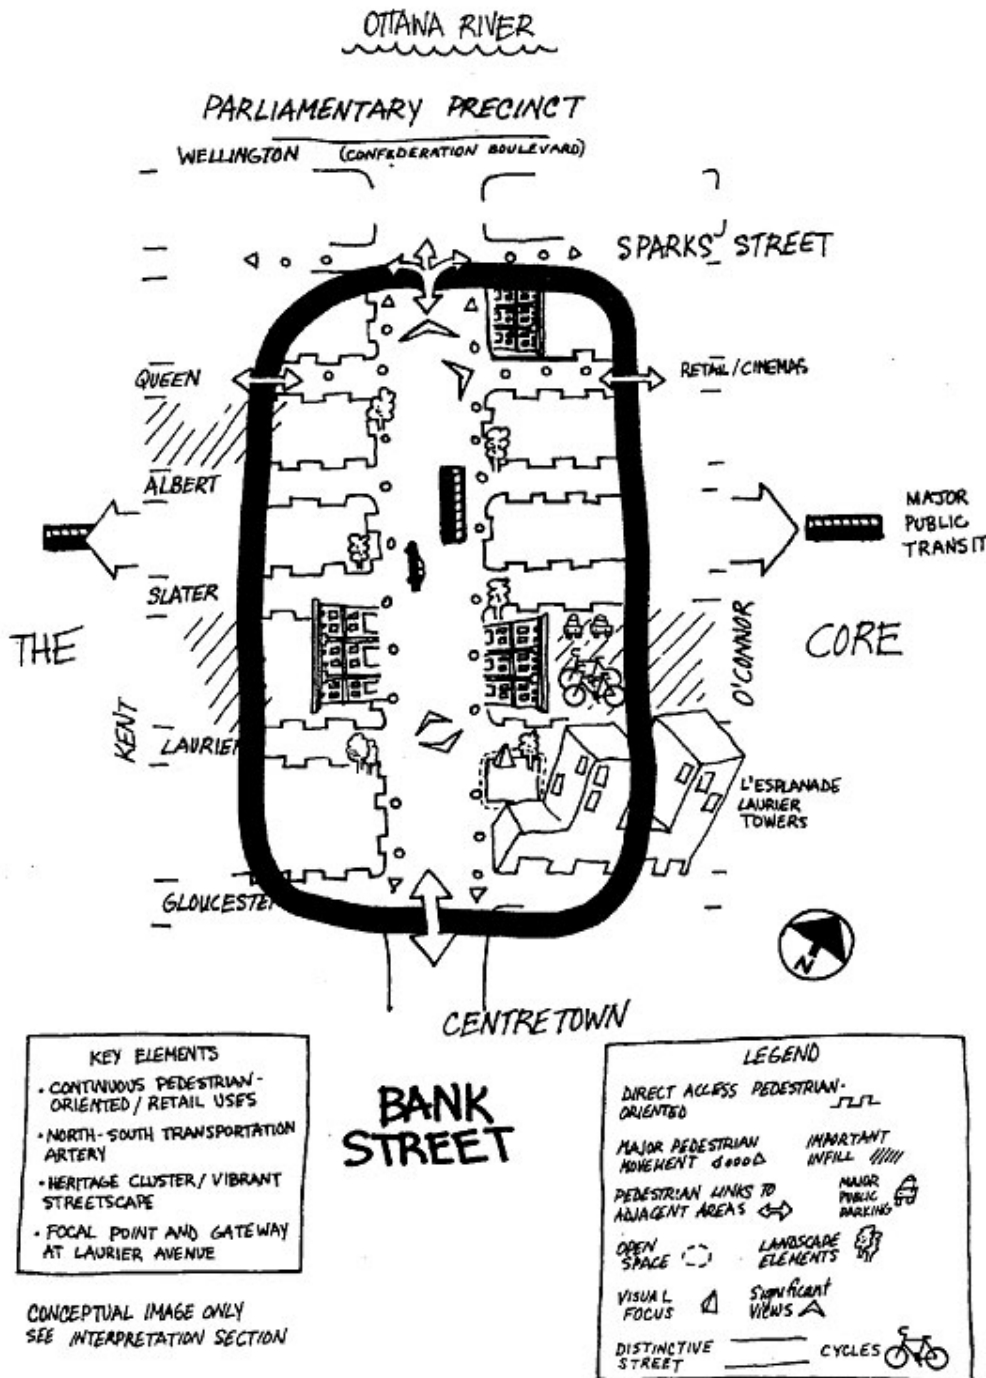 OTTAWA RIVER
PARLIAMENTARY PRECINCT
WELLINGTON (CONFEDERATION BOULEVARD)
SPARKS STREET
QUEEN
RETAIL/CINEMAS
ALBERT
MAJOR
PUBLIC
TRANSIT
SLATER
THE
CORE
O'CONNOR
KENT
LAURIER
L'ESPLANADE
LAURIER
TOWERS
GLOUCESTER
N
CENTRETOWN
BANK
STREET
KEY ELEMENTS
• CONTINUOUS PEDESTRIAN-
ORIENTED / RETAIL USES
• NORTH-SOUTH TRANSPORTATION
ARTERY
• HERITAGE CLUSTER / VIBRANT
STREETSCAPE
• FOCAL POINT AND GATEWAY
AT LAURIER AVENUE
CONCEPTUAL IMAGE ONLY
SEE INTERPRETATION SECTION
LEGEND
DIRECT ACCESS PEDESTRIAN-
ORIENTED
MAJOR PEDESTRIAN
MOVEMENT
IMPORTANT
INFILL
PEDESTRIAN LINKS TO
ADJACENT AREAS
MAJOR
PUBLIC
PARKING
OPEN
SPACE
LANDSCAPE
ELEMENTS
VISUAL
FOCUS
Significant
VIEWS
DISTINCTIVE
STREET
CYCLES